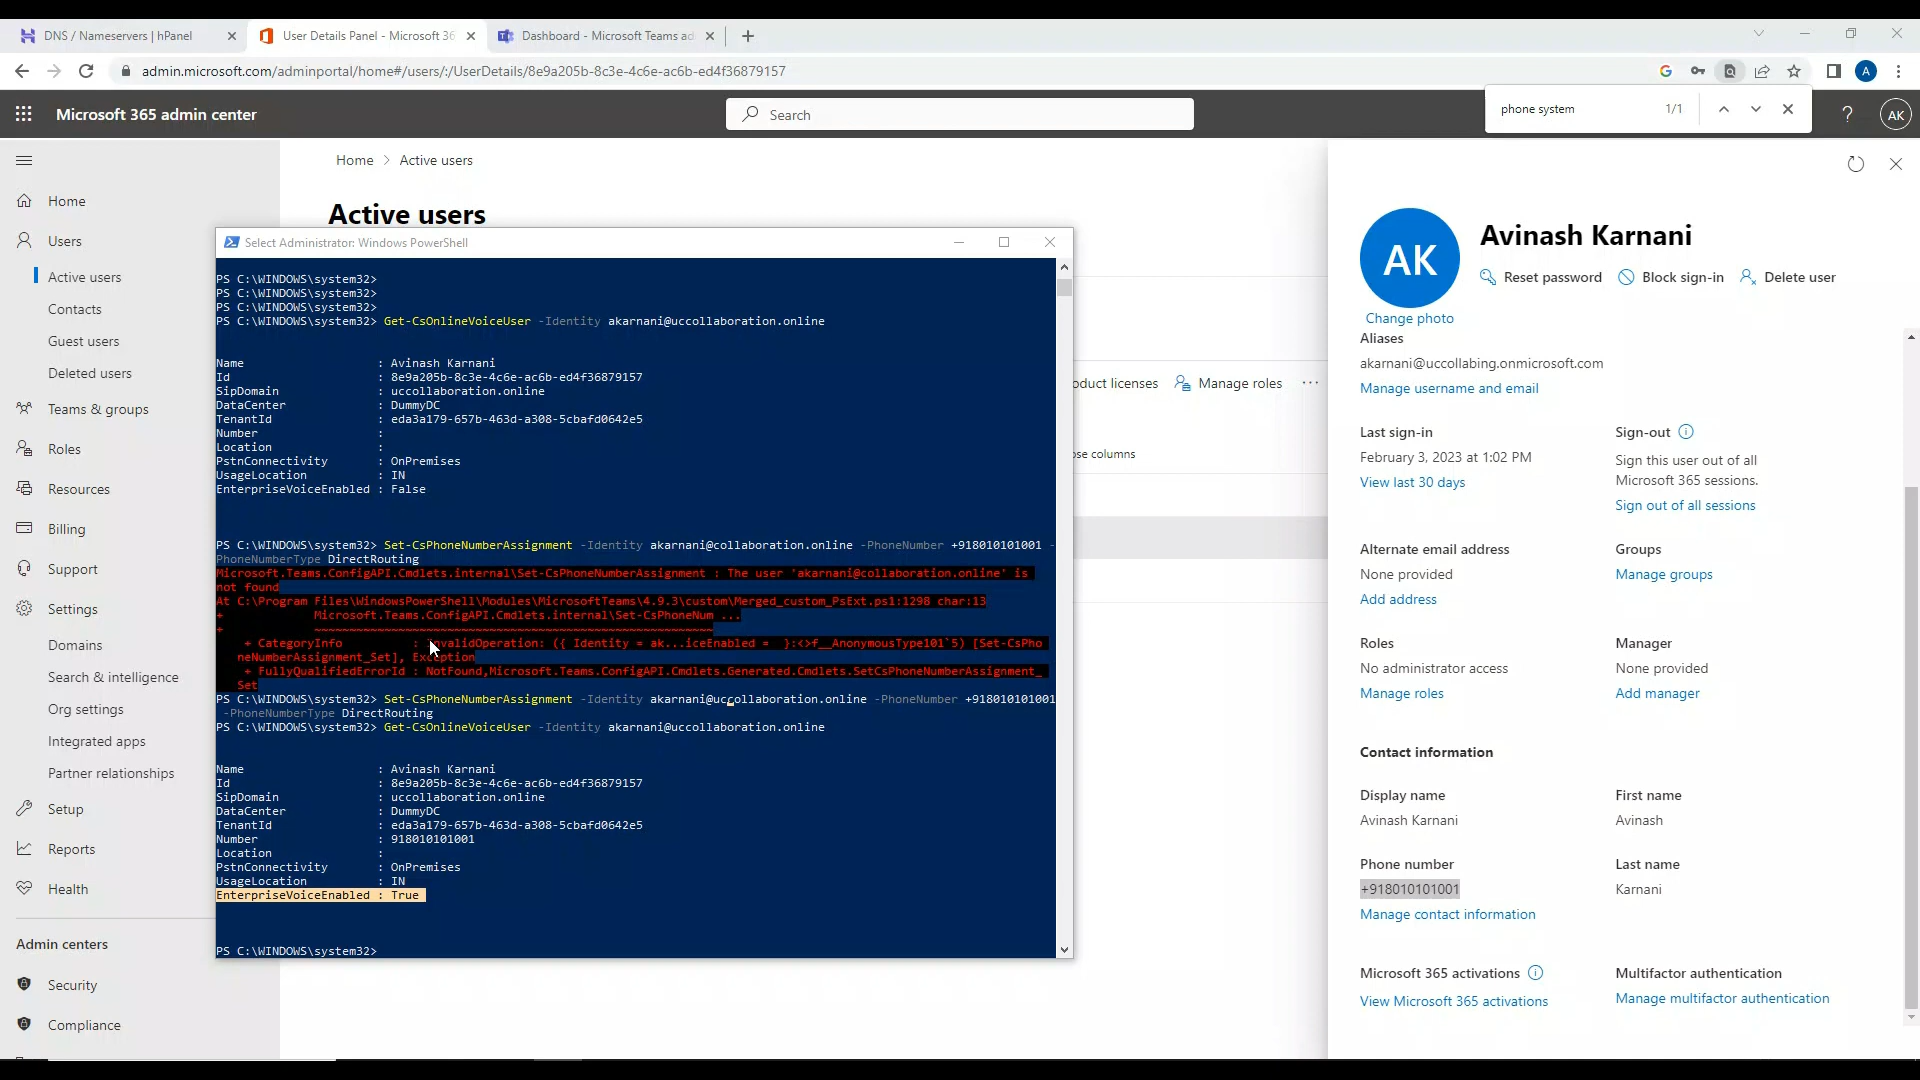 DNS / Nameservers | hPanel
User Details Panel - Microsoft 36
Dashboard - Microsoft Teams ad
admin.microsoft.com/adminportal/home#/users/:/UserDetails/8e9a205b-8c3e-4c6e-ac6b-ed4f36879157
A
Microsoft 365 admin center
Search
phone system 1/1
?
AK
Home
Users
Active users
Contacts
Guest users
Deleted users
Teams & groups
Roles
Resources
Billing
Support
Settings
Domains
Search & intelligence
Org settings
Integrated apps
Partner relationships
Setup
Reports
Health
Admin centers
Security
Compliance
Home > Active users
Active users
oduct licenses
Manage roles
ose columns
Select Administrator: Windows PowerShell
PS C:\WINDOWS\system32>
PS C:\WINDOWS\system32>
PS C:\WINDOWS\system32>
PS C:\WINDOWS\system32> Get-CsOnlineVoiceUser -Identity akarnani@uccollaboration.online
Name : Avinash Karnani
Id : 8e9a205b-8c3e-4c6e-ac6b-ed4f36879157
SipDomain : uccollaboration.online
DataCenter : DummyDC
TenantId : eda3a179-657b-463d-a308-5cbafd0642e5
Number :
Location :
PstnConnectivity : OnPremises
UsageLocation : IN
EnterpriseVoiceEnabled : False
PS C:\WINDOWS\system32> Set-CsPhoneNumberAssignment -Identity akarnani@collaboration.online -PhoneNumber +918010101001 -
PhoneNumberType DirectRouting
Microsoft.Teams.ConfigAPI.Cmdlets.internal\Set-CsPhoneNumberAssignment : The user 'akarnani@collaboration.online' is
not found
At C:\Program Files\WindowsPowerShell\Modules\MicrosoftTeams\4.9.3\custom\Merged_custom_PsExt.ps1:1298 char:13
+ Microsoft.Teams.ConfigAPI.Cmdlets.internal\Set-CsPhoneNum ...
+ ~~~~~~~~~~~~~~~~~~~~~~~~~~~~~~~~~~~~~~~~~~~~~~~~~~~~~~~~~
+ CategoryInfo : InvalidOperation: ({ Identity = ak...iceEnabled = }:<>f__AnonymousType101`5) [Set-CsPho
neNumberAssignment_Set], Exception
+ FullyQualifiedErrorId : NotFound,Microsoft.Teams.ConfigAPI.Cmdlets.Generated.Cmdlets.SetCsPhoneNumberAssignment_
Set
PS C:\WINDOWS\system32> Set-CsPhoneNumberAssignment -Identity akarnani@uccollaboration.online -PhoneNumber +918010101001
-PhoneNumberType DirectRouting
PS C:\WINDOWS\system32> Get-CsOnlineVoiceUser -Identity akarnani@uccollaboration.online
Name : Avinash Karnani
Id : 8e9a205b-8c3e-4c6e-ac6b-ed4f36879157
SipDomain : uccollaboration.online
DataCenter : DummyDC
TenantId : eda3a179-657b-463d-a308-5cbafd0642e5
Number : 918010101001
Location :
PstnConnectivity : OnPremises
UsageLocation : IN
EnterpriseVoiceEnabled : True
PS C:\WINDOWS\system32>
AK
Change photo
Avinash Karnani
Reset password
Block sign-in
Delete user
Aliases
akarnani@uccollabing.onmicrosoft.com
Manage username and email
Last sign-in
February 3, 2023 at 1:02 PM
View last 30 days
Sign-out
Sign this user out of all
Microsoft 365 sessions.
Sign out of all sessions
Alternate email address
None provided
Add address
Groups
Manage groups
Roles
No administrator access
Manage roles
Manager
None provided
Add manager
Contact information
Display name
Avinash Karnani
First name
Avinash
Phone number
+918010101001
Manage contact information
Last name
Karnani
Microsoft 365 activations
View Microsoft 365 activations
Multifactor authentication
Manage multifactor authentication